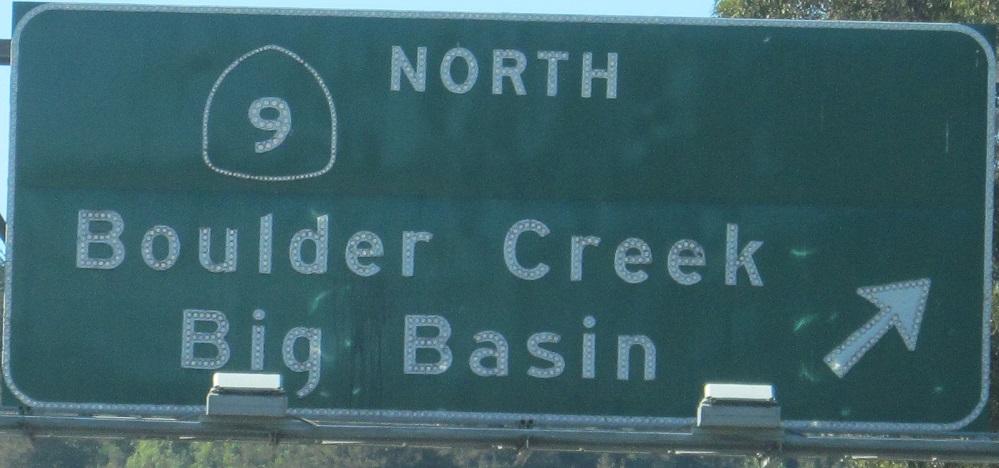 NORTH
9
Boulder Creek
Big Basin